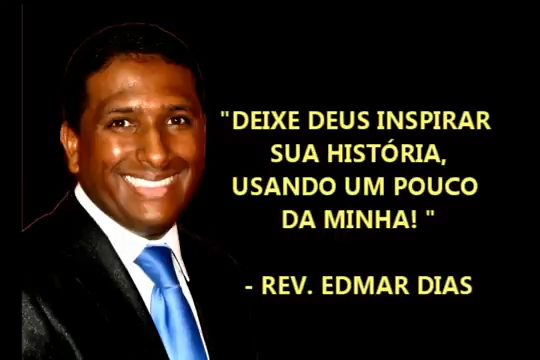 "DEIXE DEUS INSPIRAR
SUA HISTÓRIA,
USANDO UM POUCO
DA MINHA! "
- REV. EDMAR DIAS